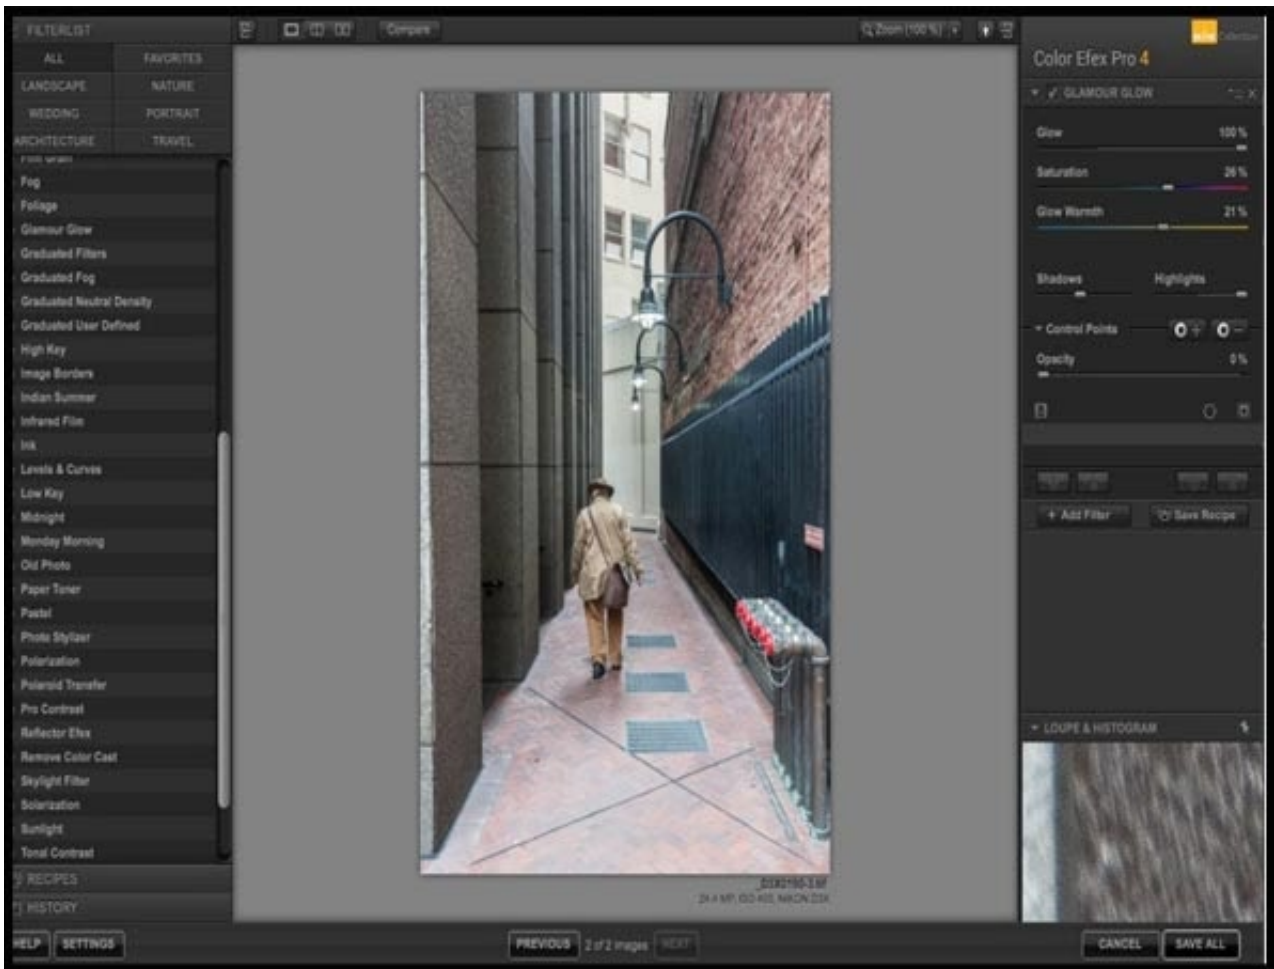 FILTERLIST
ALL FAVORITES
LANDSCAPE NATURE
WEDDING PORTRAIT
ARCHITECTURE TRAVEL
Film Grain
Fog
Foliage
Glamour Glow
Graduated Filters
Graduated Fog
Graduated Neutral Density
Graduated User Defined
High Key
Image Borders
Indian Summer
Infrared Film
Ink
Levels & Curves
Low Key
Midnight
Monday Morning
Old Photo
Paper Toner
Pastel
Photo Stylizer
Polarization
Polaroid Transfer
Pro Contrast
Reflector Efex
Remove Color Cast
Skylight Filter
Solarization
Sunlight
Tonal Contrast
RECIPES
HISTORY
HELP SETTINGS
Compare
Zoom (100 %)
PREVIOUS 2 of 2 images NEXT
Collection
Color Efex Pro 4
GLAMOUR GLOW
Glow 100 %
Saturation 26 %
Glow Warmth 21 %
Shadows Highlights
Control Points + -
Opacity 0 %
+ Add Filter Save Recipe
LOUPE & HISTOGRAM
CANCEL SAVE ALL